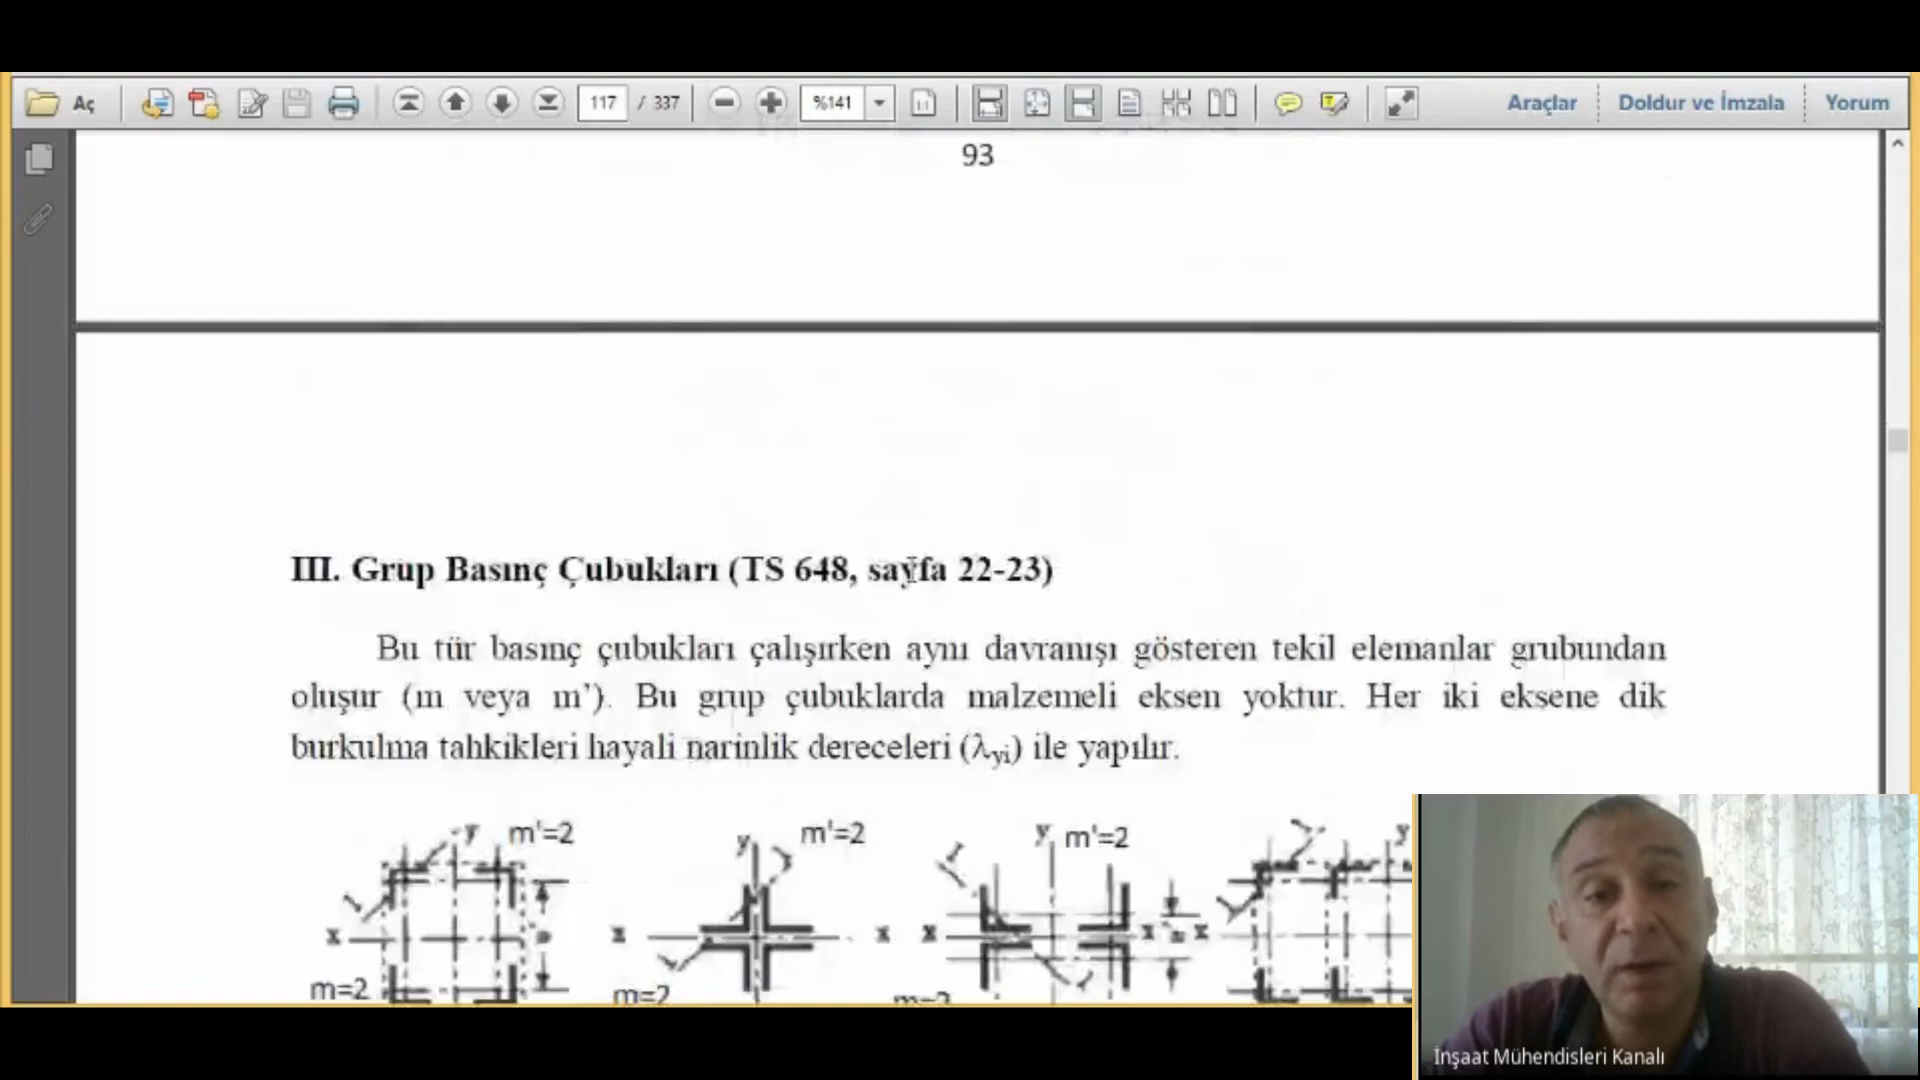 Aç
117 / 337
%141
Araçlar
Doldur ve İmzala
Yorum
93
III. Grup Basınç Çubukları (TS 648, sayfa 22-23)
Bu tür basınç çubukları çalışırken aynı davranışı gösteren tekil elemanlar grubundan
oluşur (m veya m’). Bu grup çubuklarda malzemeli eksen yoktur. Her iki eksene dik
burkulma tahkikleri hayali narinlik dereceleri (λyi) ile yapılır.
y m'=2
y m'=2
y m'=2
y
x
x
x
x
x
x
m=2
m=2
m=2
İnşaat Mühendisleri Kanalı